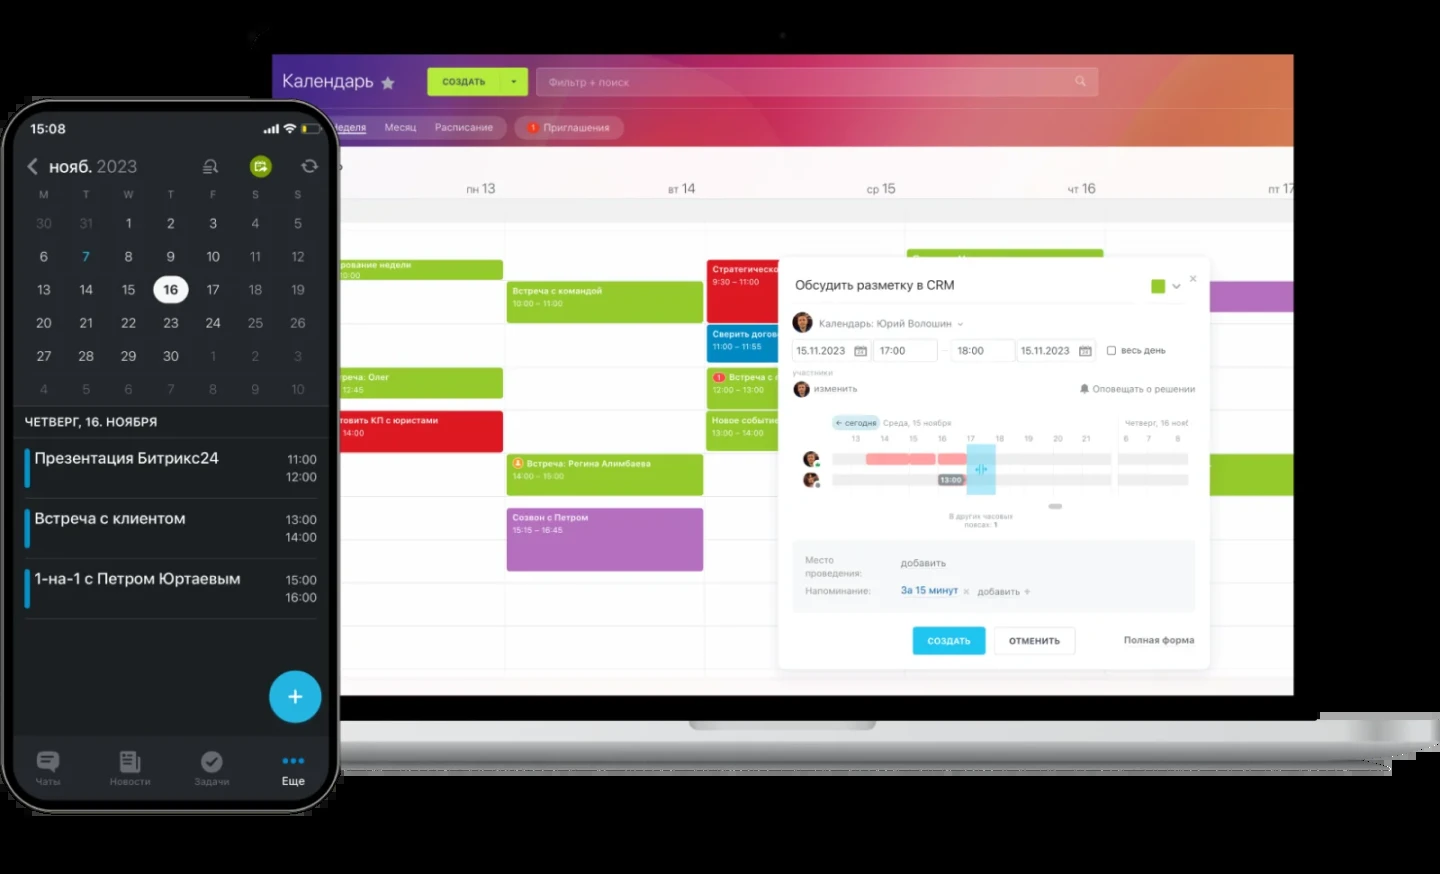 15:08
нояб. 2023
M T W T F S S
30 31 1 2 3 4 5
6 7 8 9 10 11 12
13 14 15 16 17 18 19
20 21 22 23 24 25 26
27 28 29 30 1 2 3
4 5 6 7 8 9 10
ЧЕТВЕРГ, 16. НОЯБРЯ
Презентация Битрикс24 11:00
12:00
Встреча с клиентом 13:00
14:00
1-на-1 с Петром Юртаевым 15:00
16:00
+
Чаты Новости Задачи Еще
Календарь СОЗДАТЬ Фильтр + поиск
Неделя Месяц Расписание 1 Приглашения
пн 13 вт 14 ср 15 чт 16 пт 17
рование недели
10:00
реча: Олег
12:45
товить КП с юристами
14:00
Встреча с командой
10:00 – 11:00
Встреча: Регина Алимбаева
14:00 – 15:00
Созвон с Петром
15:15 – 16:45
Стратегическо
9:30 – 11:00
Сверить догов
11:00 – 11:55
Встреча с
12:00 – 13:00
Новое событие
13:00 – 14:00
Обсудить разметку в CRM
Календарь: Юрий Волошин
15.11.2023 17:00 - 18:00 15.11.2023 весь день
участники
изменить Оповещать о решении
← сегодня Среда, 15 ноября Четверг, 16 нояб
13 14 15 16 17 18 19 20 21 6 7 8
13:00
В других часовых
поясах: 1
Место
проведения: добавить
Напоминание: За 15 минут × добавить +
СОЗДАТЬ ОТМЕНИТЬ Полная форма